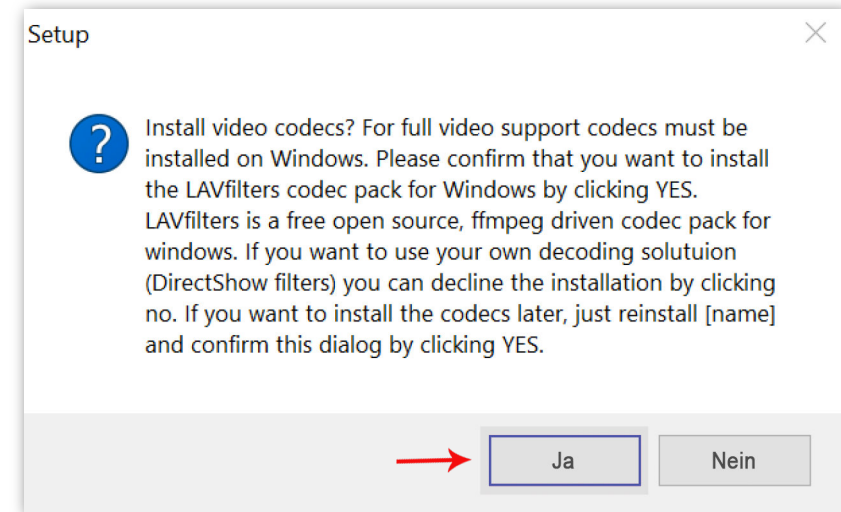 Setup
?
Install video codecs? For full video support codecs must be
installed on Windows. Please confirm that you want to install
the LAVfilters codec pack for Windows by clicking YES.
LAVfilters is a free open source, ffmpeg driven codec pack for
windows. If you want to use your own decoding solutuion
(DirectShow filters) you can decline the installation by clicking
no. If you want to install the codecs later, just reinstall [name]
and confirm this dialog by clicking YES.
Ja Nein